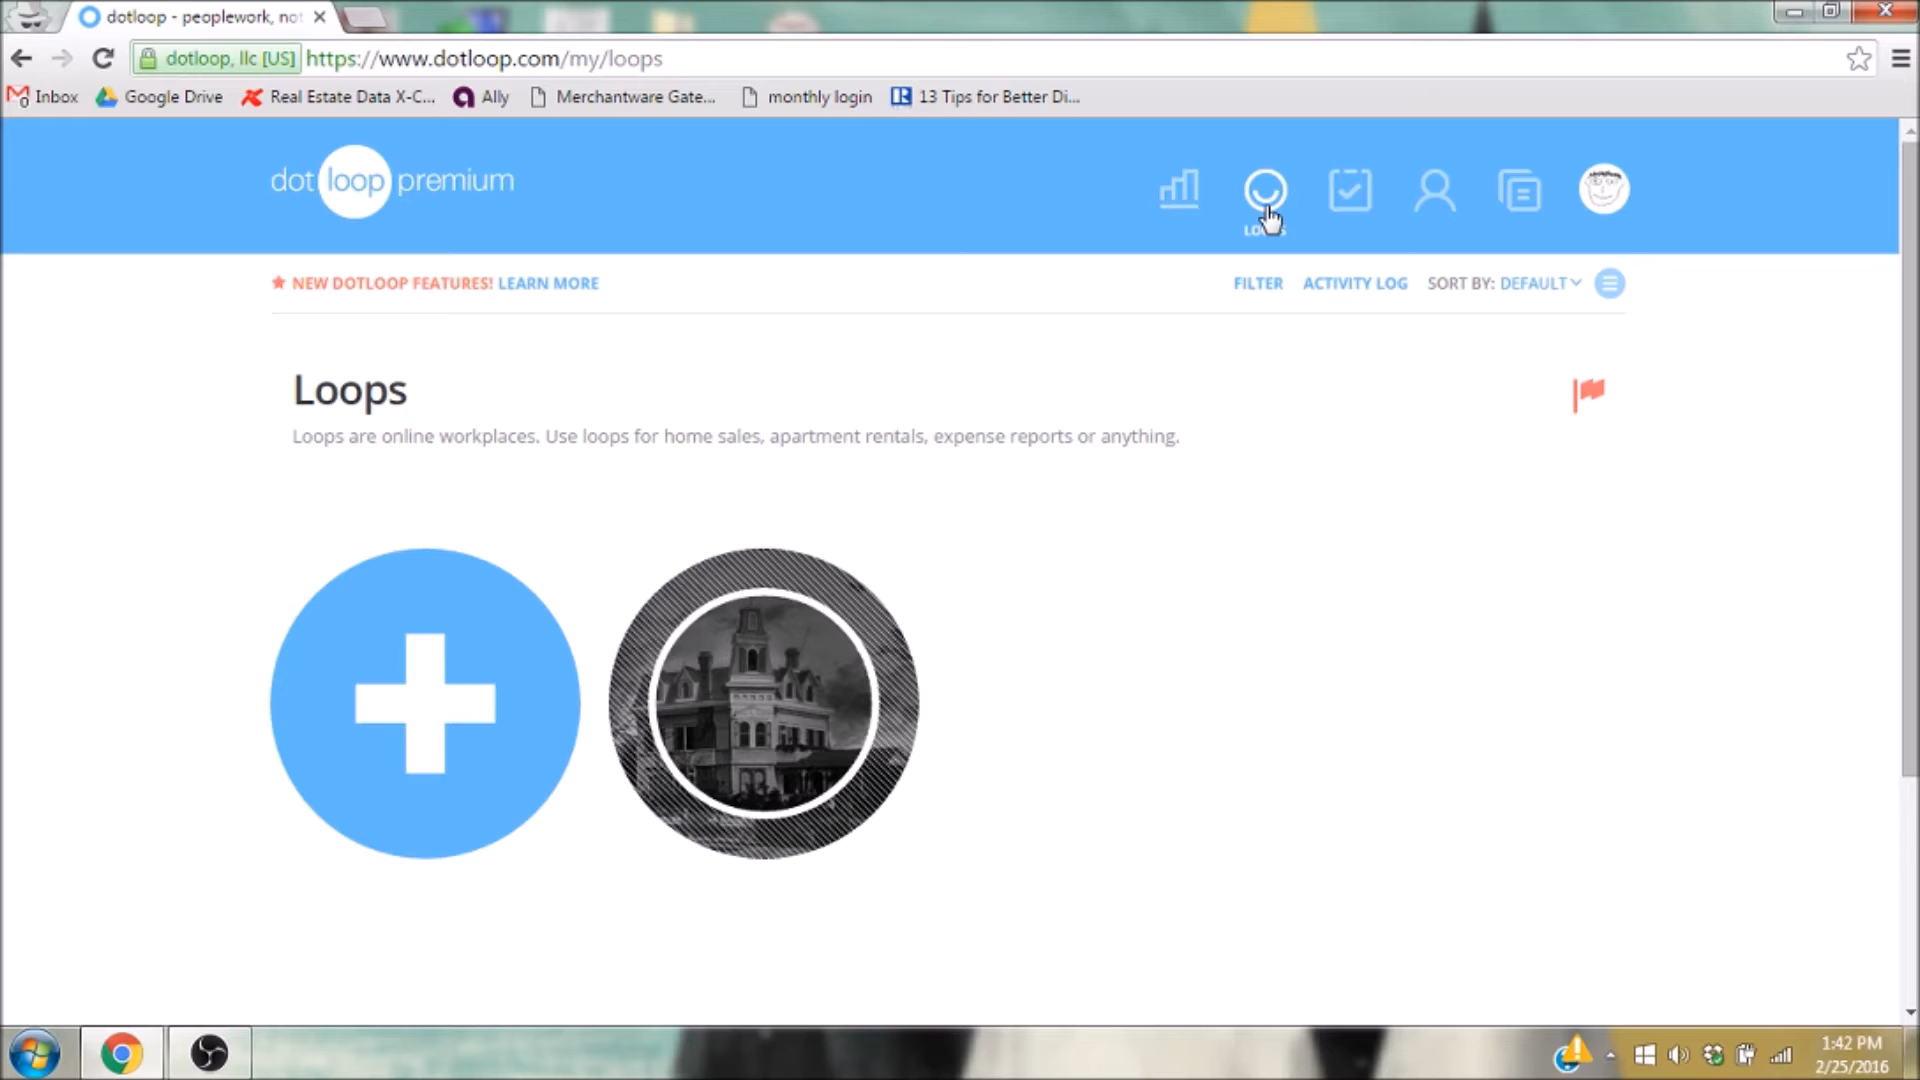 dotloop - peoplework, not
dotloop, llc [US] https://www.dotloop.com/my/loops
Inbox Google Drive Real Estate Data X-C... Ally Merchantware Gate... monthly login 13 Tips for Better Di...
dot loop premium
NEW DOTLOOP FEATURES! LEARN MORE FILTER ACTIVITY LOG SORT BY: DEFAULT
Loops
Loops are online workplaces. Use loops for home sales, apartment rentals, expense reports or anything.
1:42 PM
2/25/2016